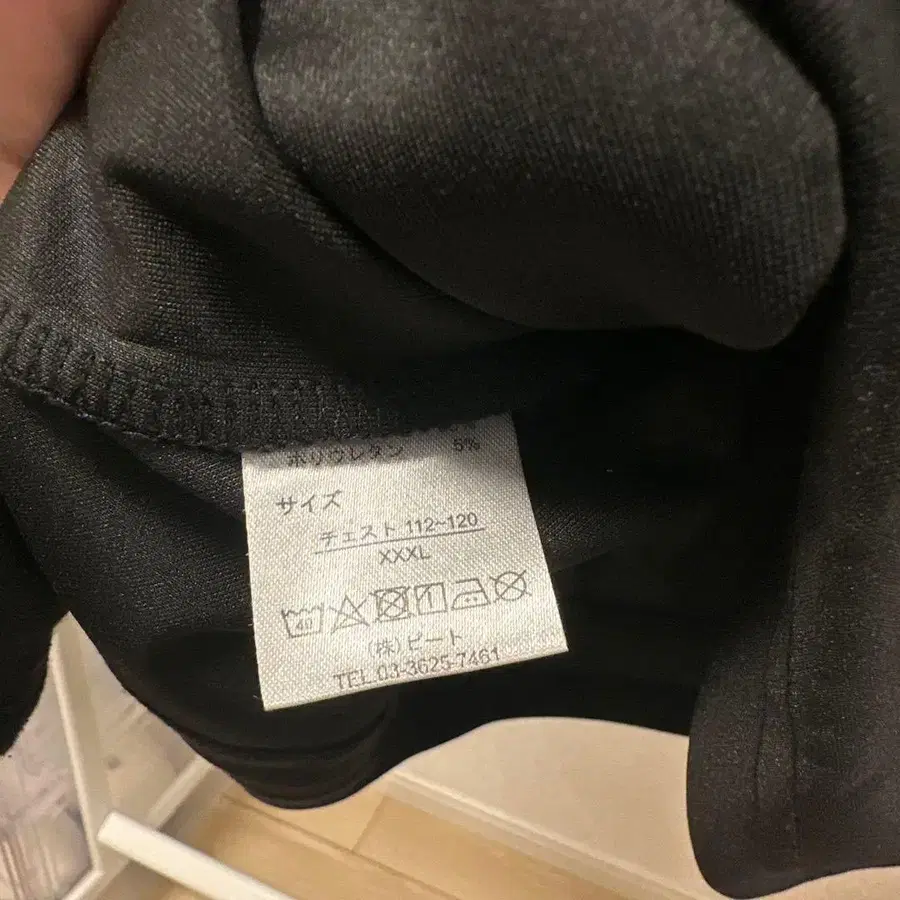 ポリウレタン 5%
サイズ
チェスト 112~120
XXXL
40
(株)ビート
TEL 03-3625-7461